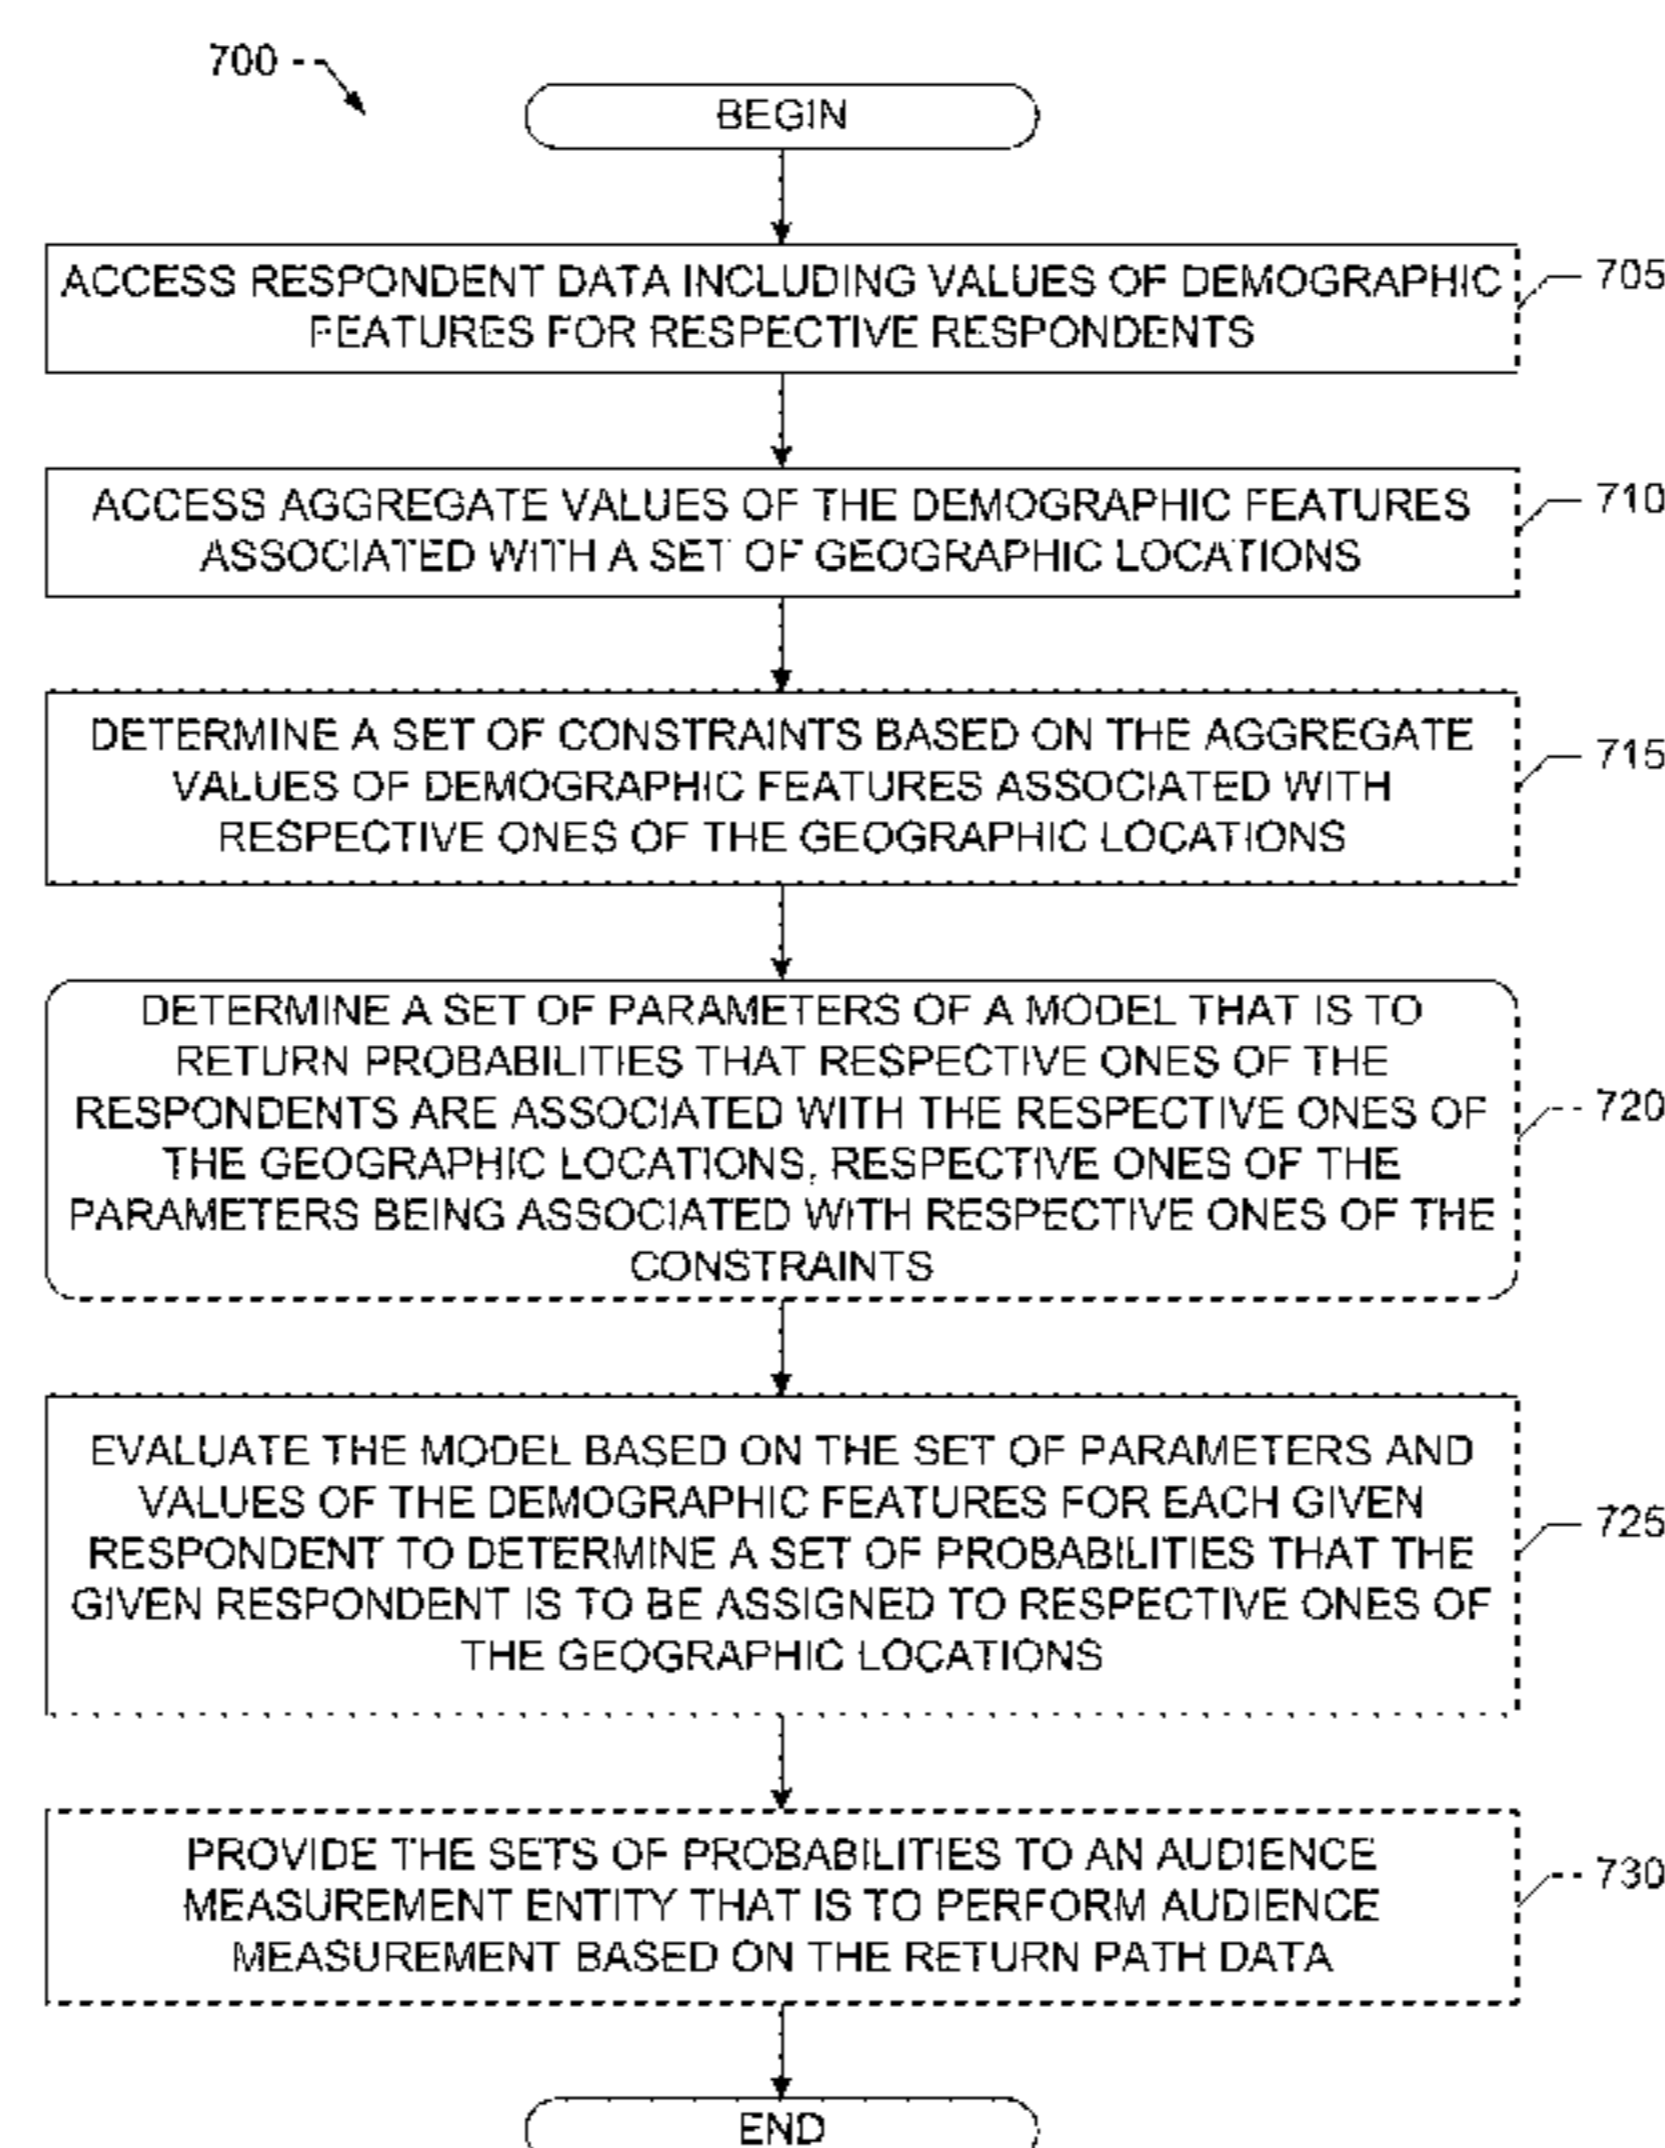 700
BEGIN
ACCESS RESPONDENT DATA INCLUDING VALUES OF DEMOGRAPHIC
FEATURES FOR RESPECTIVE RESPONDENTS
705
ACCESS AGGREGATE VALUES OF THE DEMOGRAPHIC FEATURES
ASSOCIATED WITH A SET OF GEOGRAPHIC LOCATIONS
710
DETERMINE A SET OF CONSTRAINTS BASED ON THE AGGREGATE
VALUES OF DEMOGRAPHIC FEATURES ASSOCIATED WITH
RESPECTIVE ONES OF THE GEOGRAPHIC LOCATIONS
715
DETERMINE A SET OF PARAMETERS OF A MODEL THAT IS TO
RETURN PROBABILITIES THAT RESPECTIVE ONES OF THE
RESPONDENTS ARE ASSOCIATED WITH THE RESPECTIVE ONES OF
THE GEOGRAPHIC LOCATIONS, RESPECTIVE ONES OF THE
PARAMETERS BEING ASSOCIATED WITH RESPECTIVE ONES OF THE
CONSTRAINTS
720
EVALUATE THE MODEL BASED ON THE SET OF PARAMETERS AND
VALUES OF THE DEMOGRAPHIC FEATURES FOR EACH GIVEN
RESPONDENT TO DETERMINE A SET OF PROBABILITIES THAT THE
GIVEN RESPONDENT IS TO BE ASSIGNED TO RESPECTIVE ONES OF
THE GEOGRAPHIC LOCATIONS
725
PROVIDE THE SETS OF PROBABILITIES TO AN AUDIENCE
MEASUREMENT ENTITY THAT IS TO PERFORM AUDIENCE
MEASUREMENT BASED ON THE RETURN PATH DATA
730
END